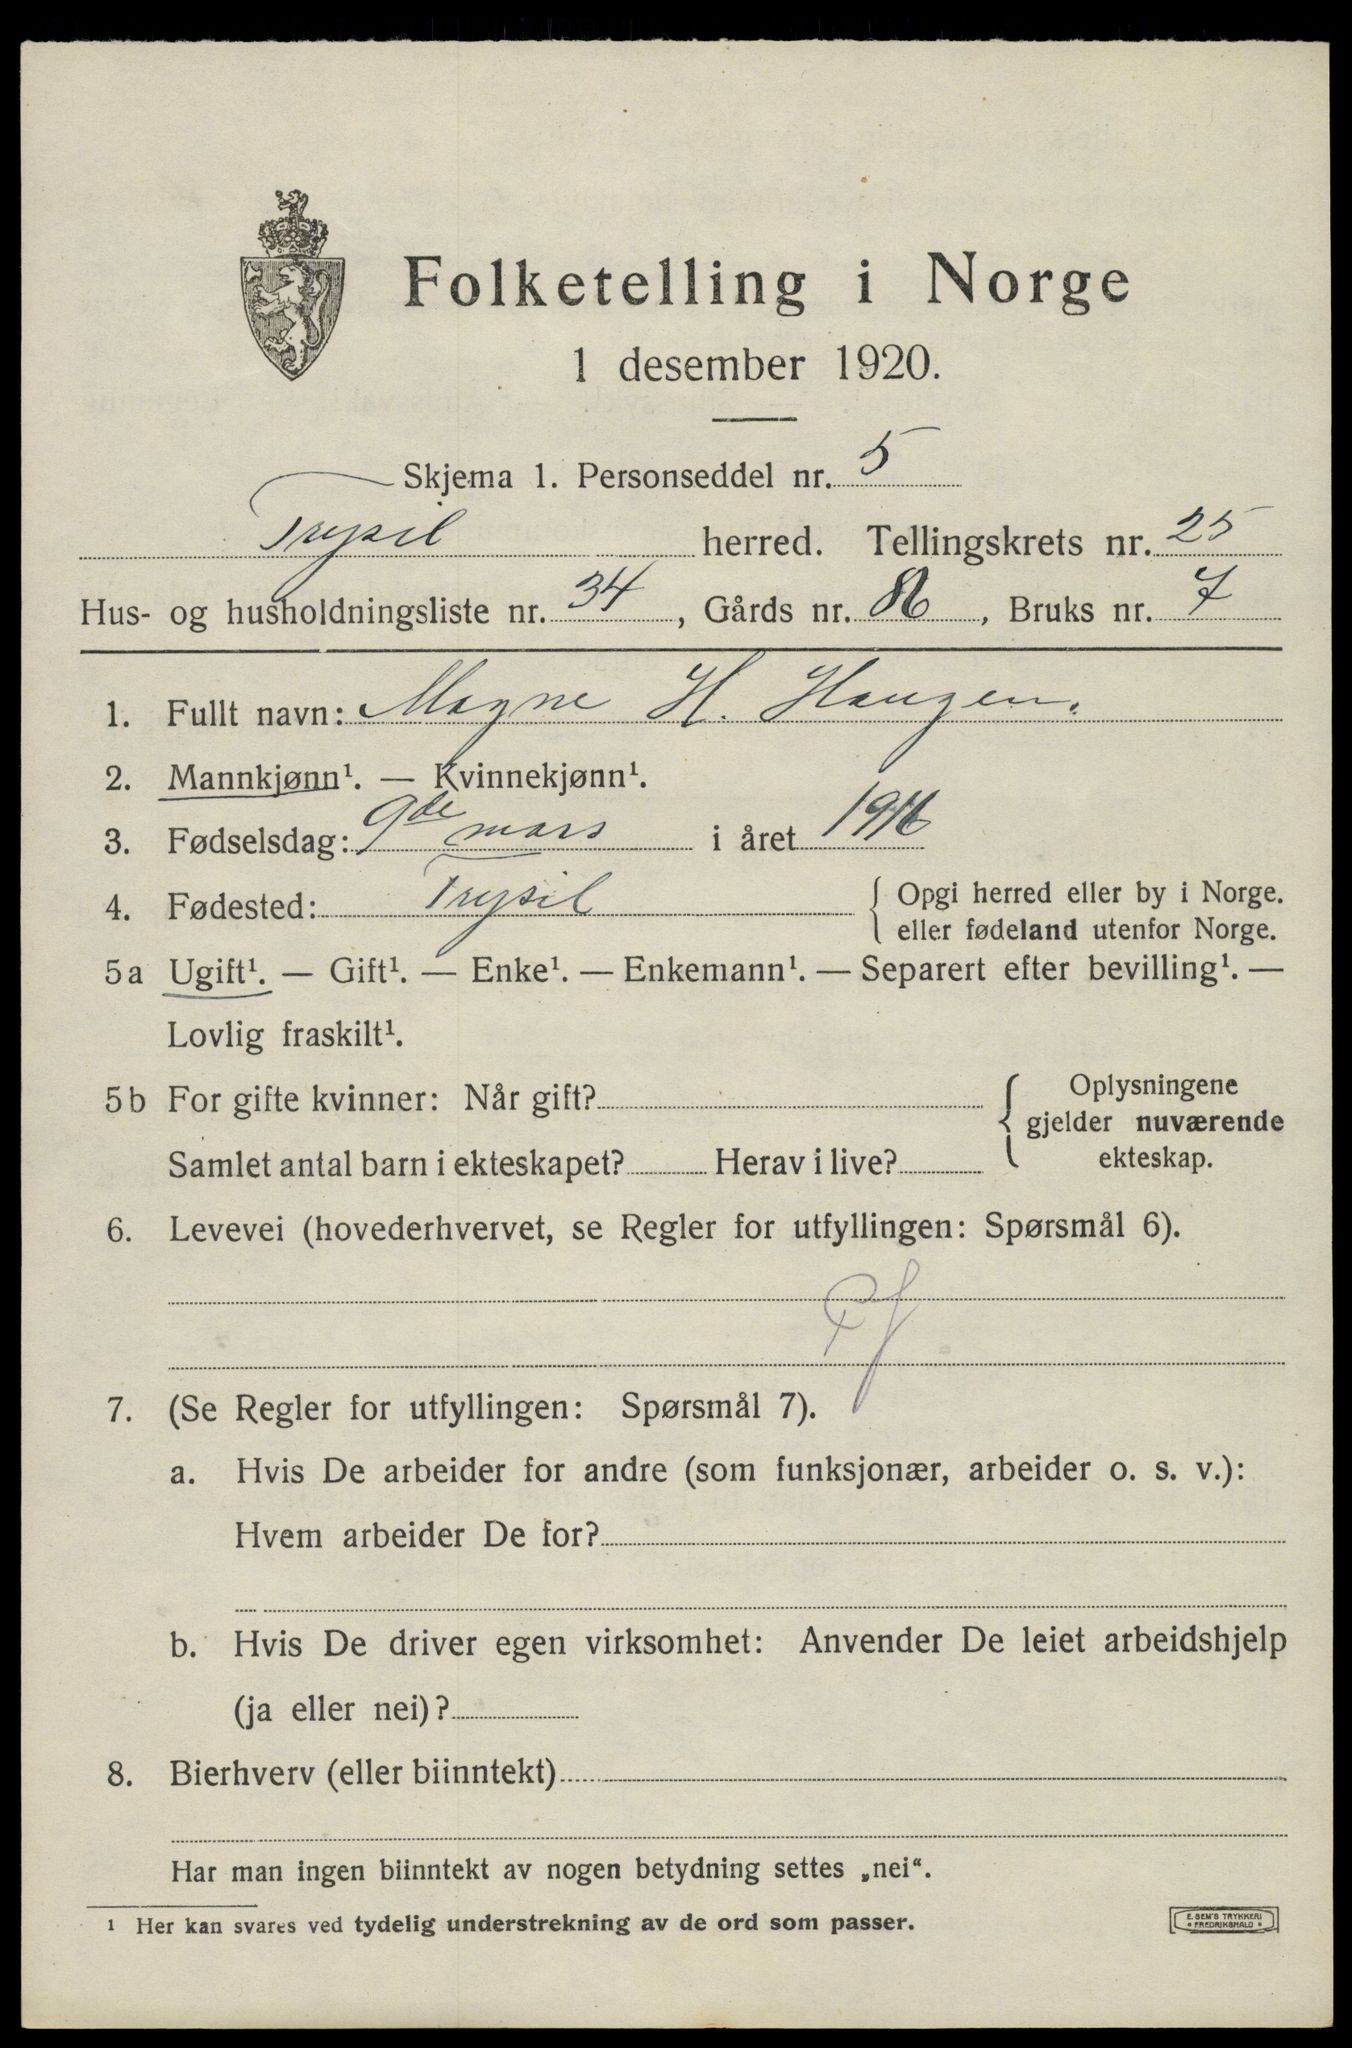 Folketelling i Norge
1 desember 1920.
Skjema 1. Personseddel nr. 5
Trysil herred. Tellingskrets nr. 25
Hus- og husholdningsliste nr. 34, Gårds nr., Bruks nr. 7
1. Fullt navn: Magne H. Haugen.
2. Mannkjønn¹. — Kvinnekjønn¹.
3. Fødselsdag: 9de mars i året 1916
4. Fødested: Trysil { Opgi herred eller by i Norge.
eller fødeland utenfor Norge.
5a Ugift¹. — Gift¹. — Enke¹. — Enkemann¹. — Separert efter bevilling¹. —
Lovlig fraskilt¹.
5b For gifte kvinner: Når gift? { Oplysningene
gjelder nuværende
Samlet antal barn i ekteskapet? Herav i live? ekteskap.
6. Levevei (hovederhvervet, se Regler for utfyllingen: Spørsmål 6).
7. (Se Regler for utfyllingen: Spørsmål 7).
a. Hvis De arbeider for andre (som funksjonær, arbeider o. s. v.):
Hvem arbeider De for?
b. Hvis De driver egen virksomhet: Anvender De leiet arbeidshjelp
(ja eller nei)?
8. Bierhverv (eller biinntekt)
Har man ingen biinntekt av nogen betydning settes „nei“.
¹ Her kan svares ved tydelig understrekning av de ord som passer.
E. SEM'S TRYKKERI
* FREDRIKSHALD *